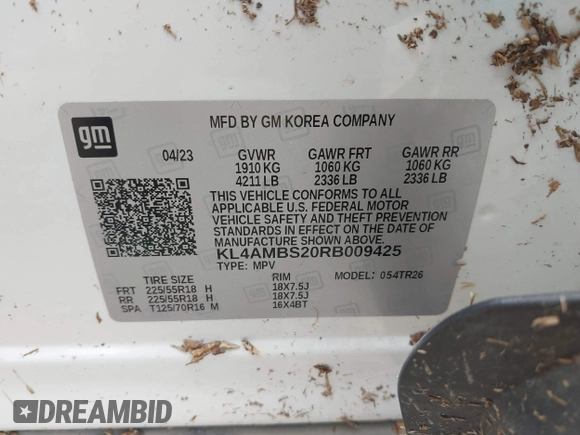 gm
MFD BY GM KOREA COMPANY
04/23 GVWR GAWR FRT GAWR RR
1910 KG 1060 KG 1060 KG
4211 LB 2336 LB 2336 LB
THIS VEHICLE CONFORMS TO ALL
APPLICABLE U.S. FEDERAL MOTOR
VEHICLE SAFETY AND THEFT PREVENTION
STANDARDS IN EFFECT ON THE DATE OF
MANUFACTURE SHOWN ABOVE.
KL4AMBS20RB009425
TYPE: MPV MODEL: 054TR26
TIRE SIZE RIM
FRT 225/55R18 H 18X7.5J
RR 225/55R18 H 18X7.5J
SPA T125/70R16 M 16X4BT
DREAMBID